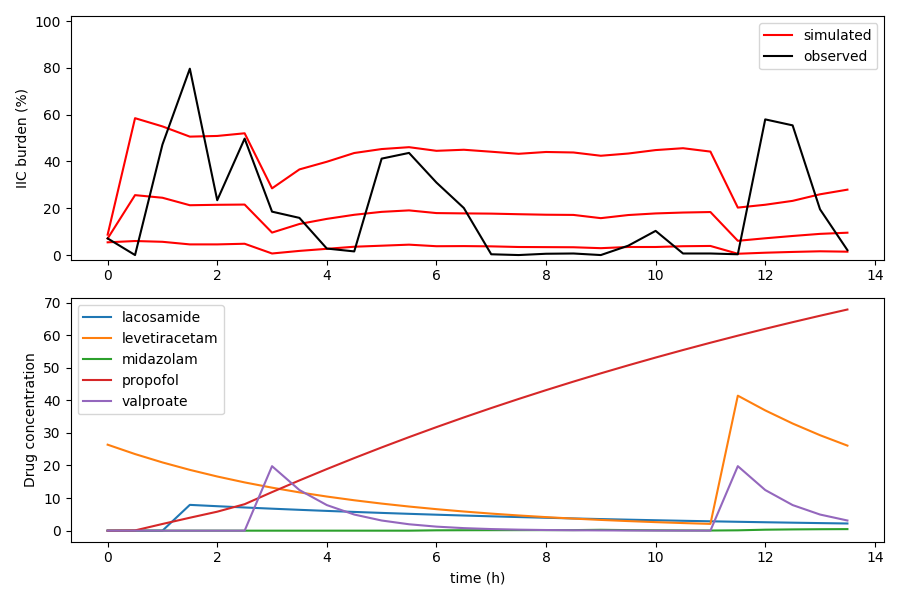 100
80
60
40
20
0
IIC burden (%)
simulated
observed
0 2 4 6 8 10 12 14
70
60
50
40
30
20
10
0
Drug concentration
lacosamide
levetiracetam
midazolam
propofol
valproate
0 2 4 6 8 10 12 14
time (h)